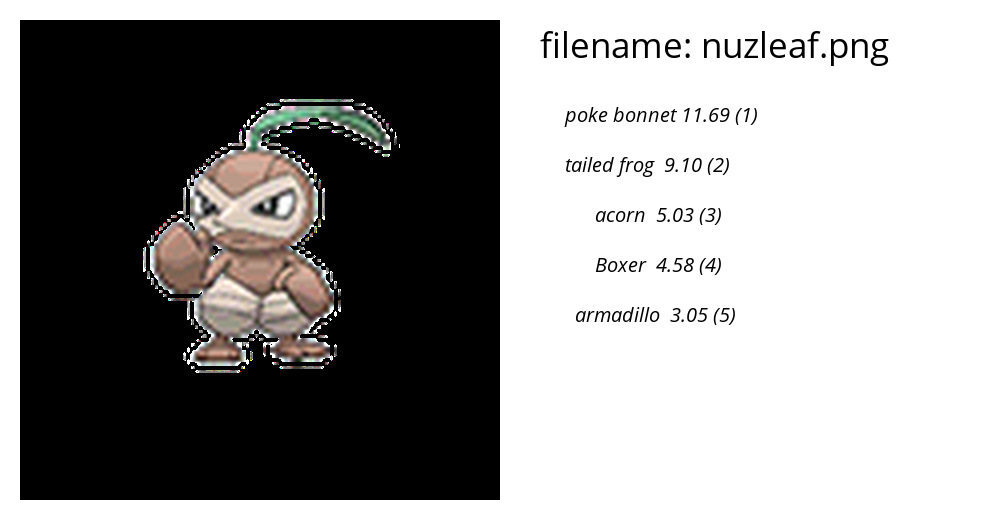 filename: nuzleaf.png
poke bonnet 11.69 (1)
tailed frog 9.10 (2)
acorn 5.03 (3)
Boxer 4.58 (4)
armadillo 3.05 (5)